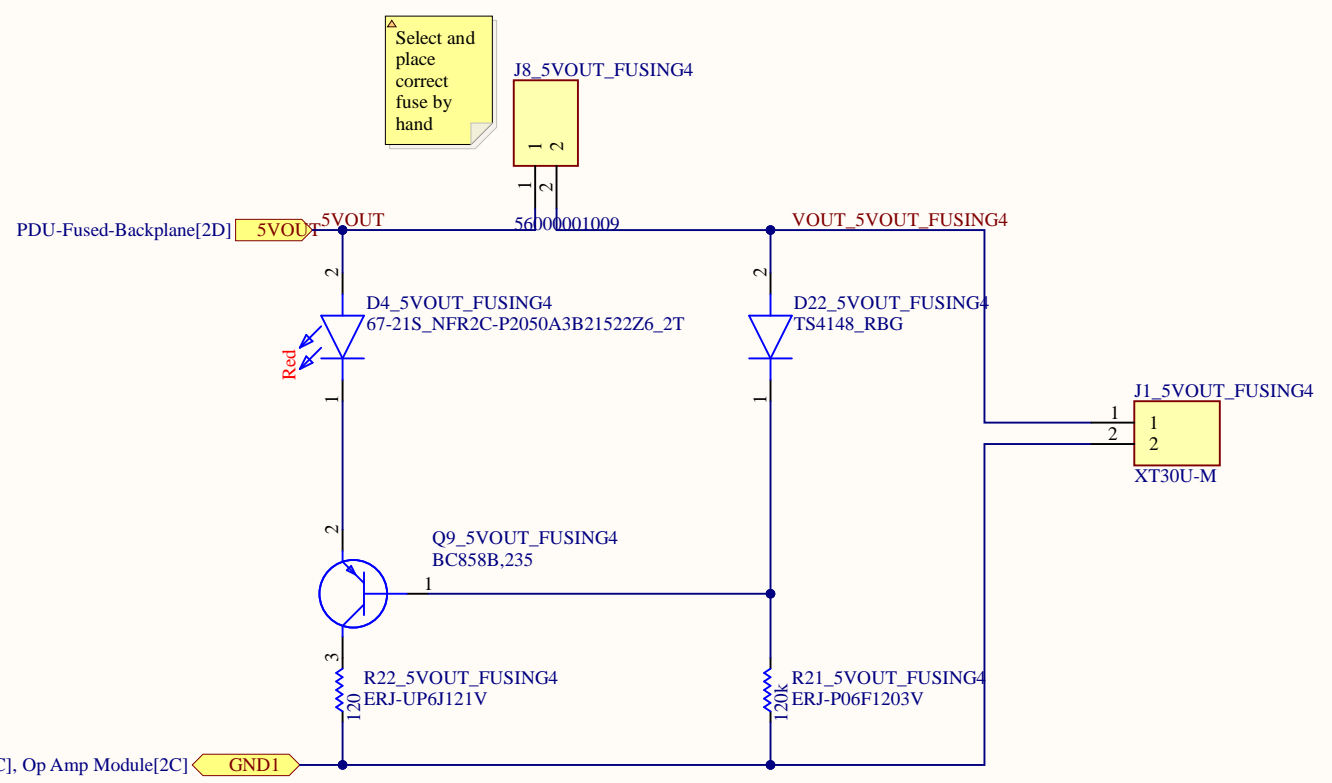 Select and
place
correct
fuse by
hand
J8_5VOUT_FUSING4
1
2
1
2
56000001009
PDU-Fused-Backplane[2D]
5VOUT
5VOUT
VOUT_5VOUT_FUSING4
2
D4_5VOUT_FUSING4
67-21S_NFR2C-P2050A3B21522Z6_2T
Red
1
2
D22_5VOUT_FUSING4
TS4148_RBG
1
J1_5VOUT_FUSING4
1
1
2
2
XT30U-M
2
Q9_5VOUT_FUSING4
BC858B,235
1
3
R22_5VOUT_FUSING4
ERJ-UP6J121V
120
R21_5VOUT_FUSING4
ERJ-P06F1203V
120k
C], Op Amp Module[2C]
GND1